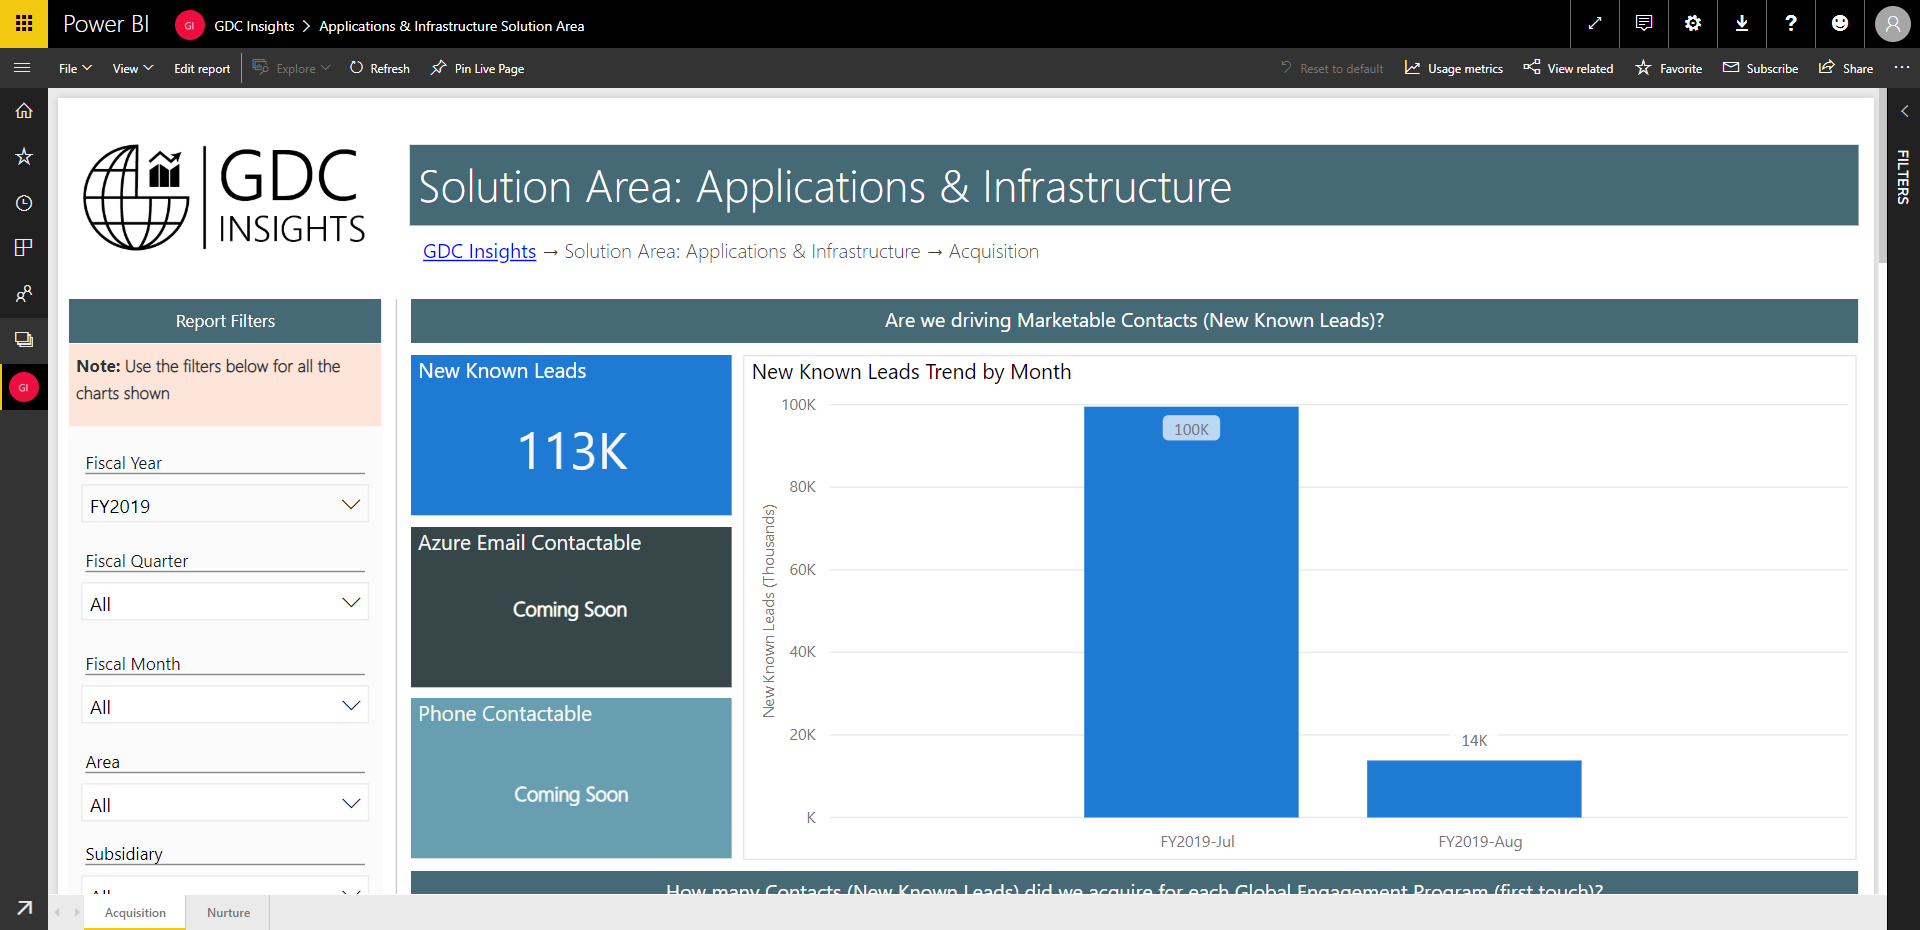 Power BI
GI
GDC Insights > Applications & Infrastructure Solution Area
?
File
View
Edit report
Explore
Refresh
Pin Live Page
Reset to default
Usage metrics
View related
Favorite
Subscribe
Share
...
GDC
INSIGHTS
Solution Area: Applications & Infrastructure
GDC Insights → Solution Area: Applications & Infrastructure → Acquisition
FILTERS
Report Filters
Note: Use the filters below for all the
charts shown
Fiscal Year
FY2019
Fiscal Quarter
All
Fiscal Month
All
Area
All
Subsidiary
All
GI
Are we driving Marketable Contacts (New Known Leads)?
New Known Leads
113K
Azure Email Contactable
Coming Soon
Phone Contactable
Coming Soon
New Known Leads Trend by Month
New Known Leads (Thousands)
100K
80K
60K
40K
20K
K
100K
14K
FY2019-Jul
FY2019-Aug
How many Contacts (New Known Leads) did we acquire for each Global Engagement Program (first touch)?
Acquisition
Nurture